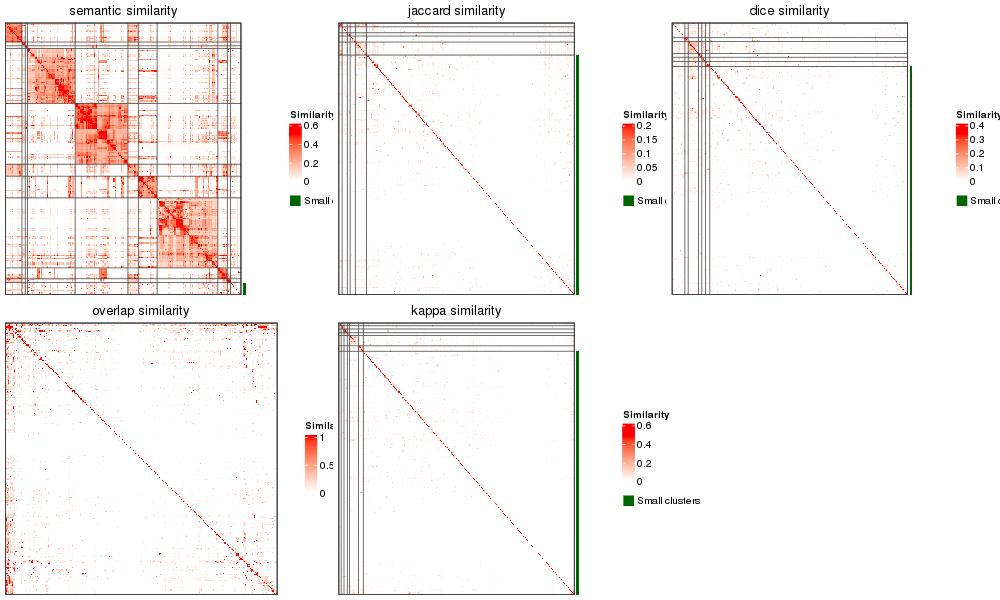 semantic similarity
Similarity
0.6
0.4
0.2
0
Small
jaccard similarity
Similarity
0.2
0.15
0.1
0.05
0
Small
dice similarity
Similarity
0.4
0.3
0.2
0.1
0
Small
overlap similarity
Simila
1
0.5
0
kappa similarity
Similarity
0.6
0.4
0.2
0
Small clusters